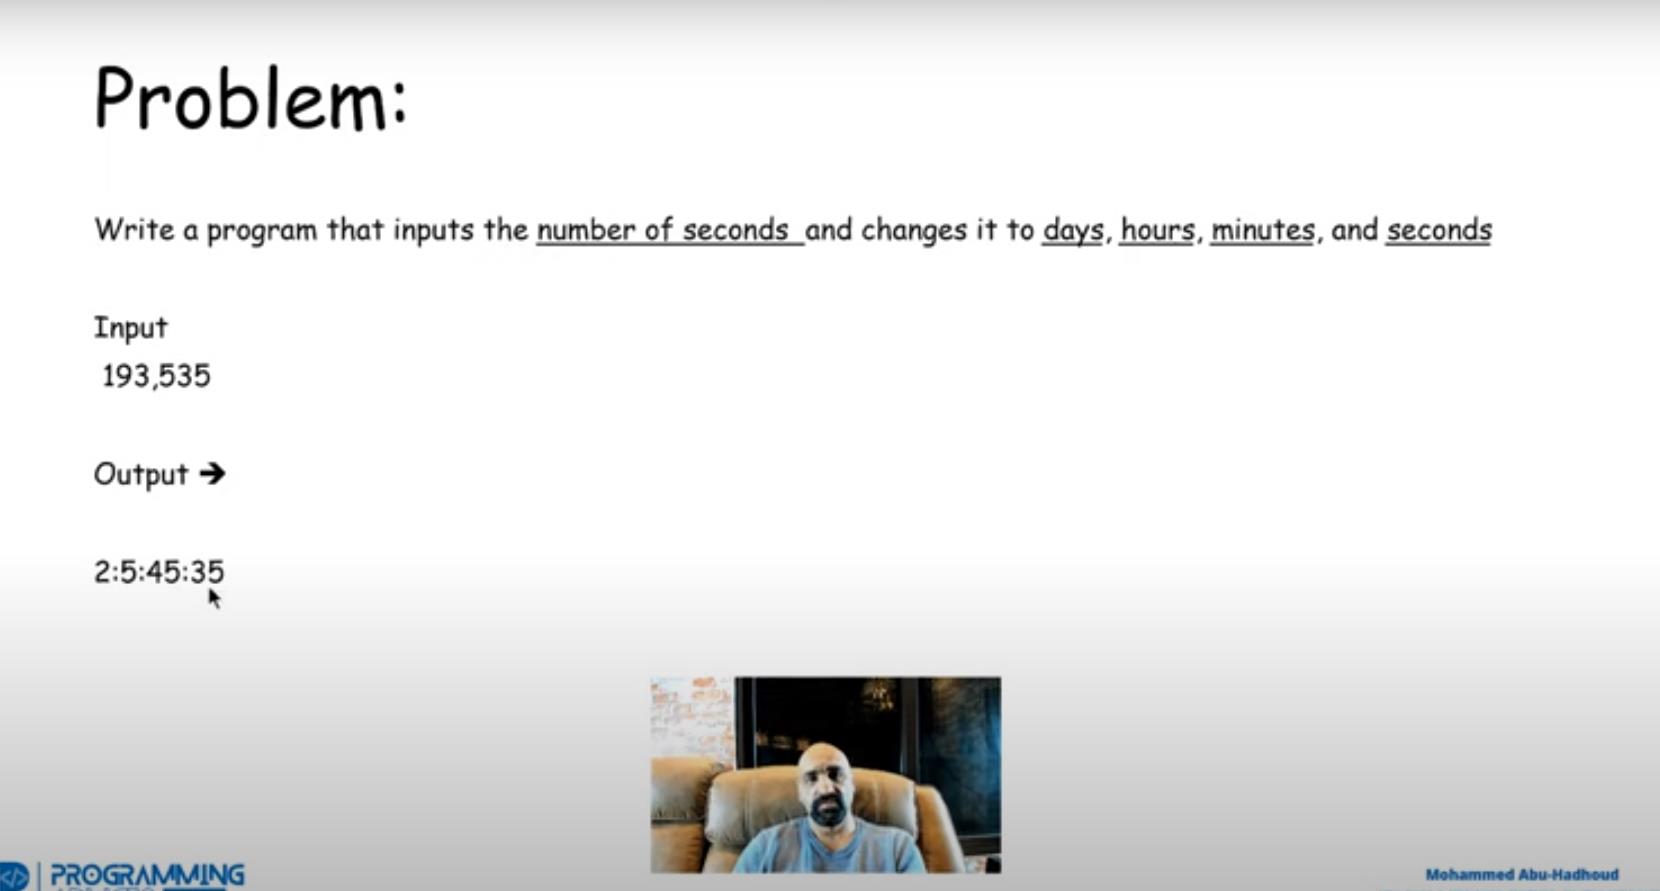 Problem:
Write a program that inputs the number of seconds and changes it to days, hours, minutes, and seconds
Input
193,535
Output ➔
2:5:45:35
PROGRAMMING
Mohammed Abu-Hadhoud